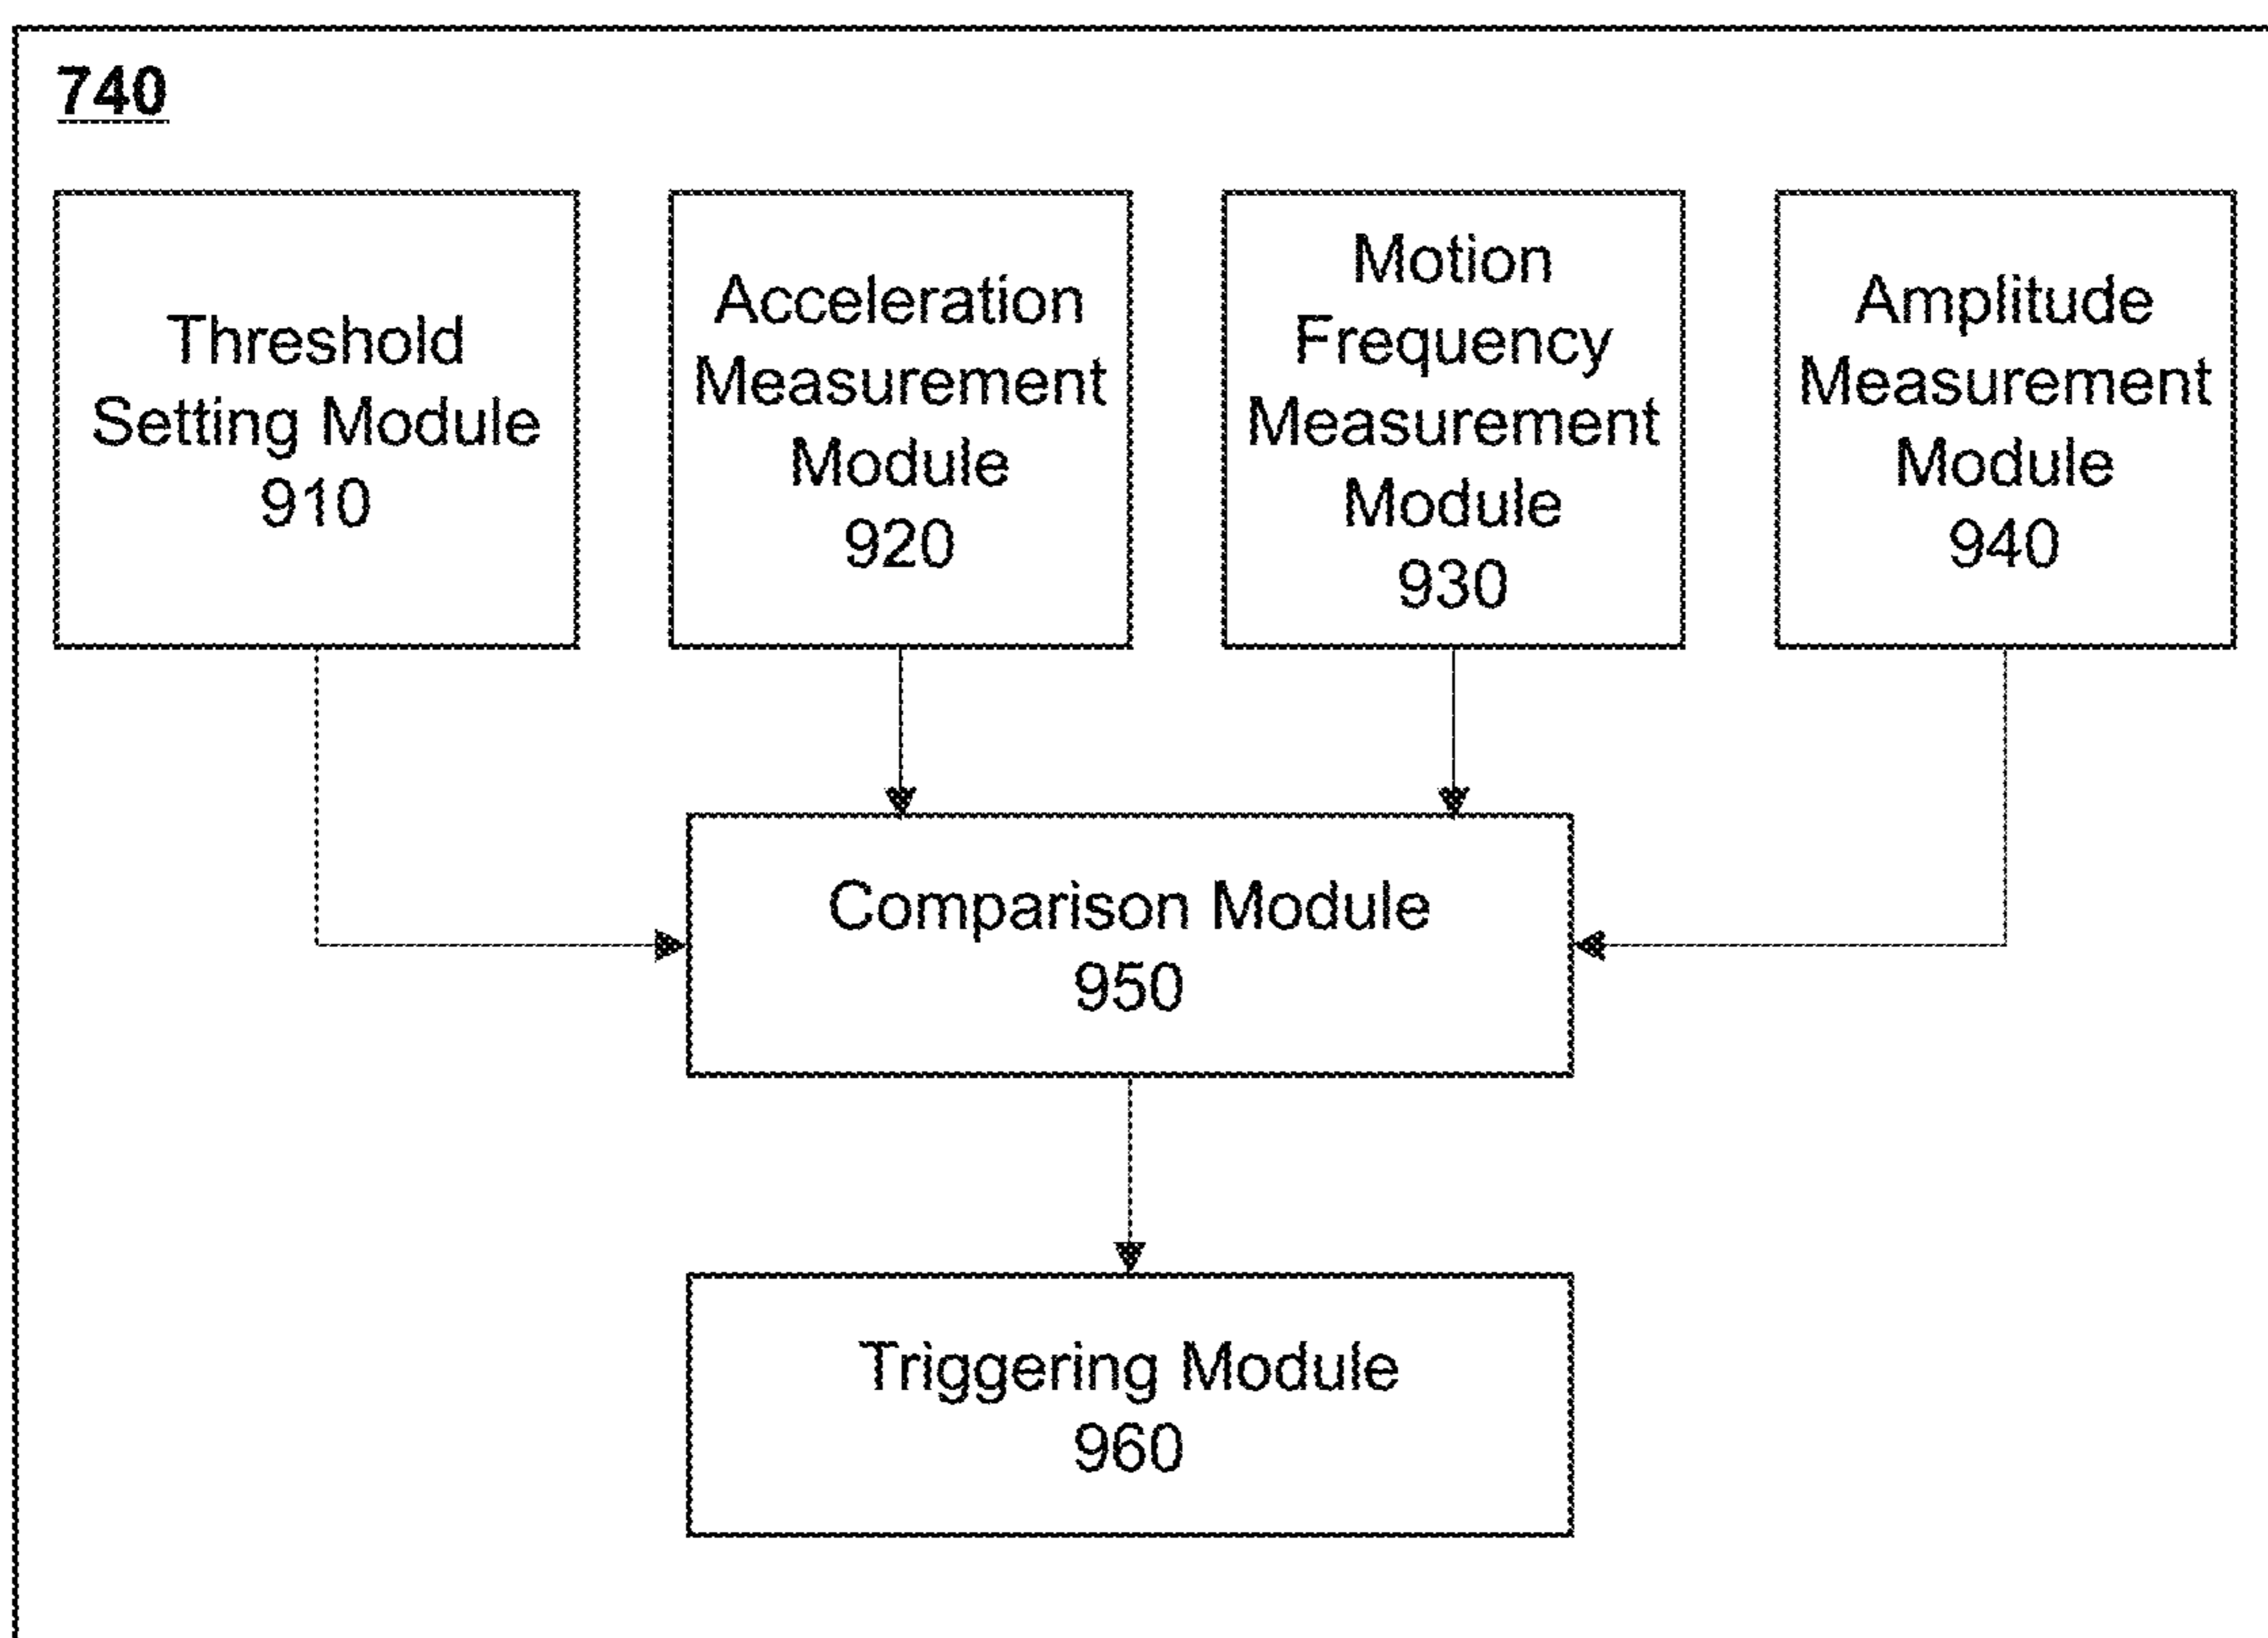 740
Threshold
Setting Module
910
Acceleration
Measurement
Module
920
Motion
Frequency
Measurement
Module
930
Amplitude
Measurement
Module
940
Comparison Module
950
Triggering Module
960